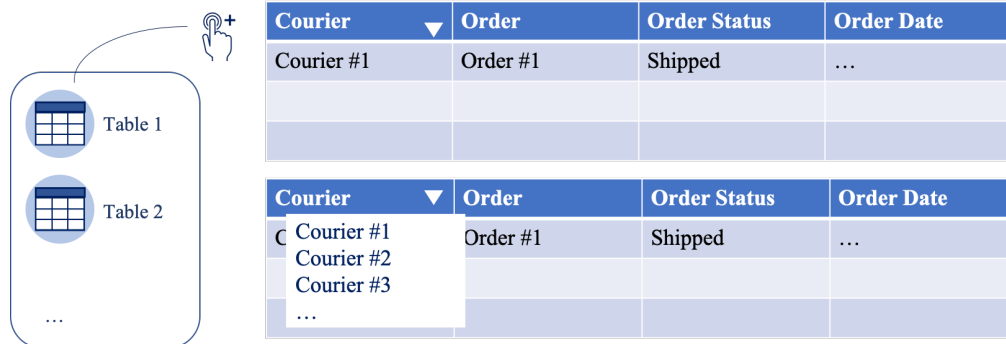 Table 1
Table 2
…
Courier Order Order Status Order Date
Courier #1 Order #1 Shipped …
Courier Order Order Status Order Date
C Order #1 Shipped …
Courier #1
Courier #2
Courier #3
…